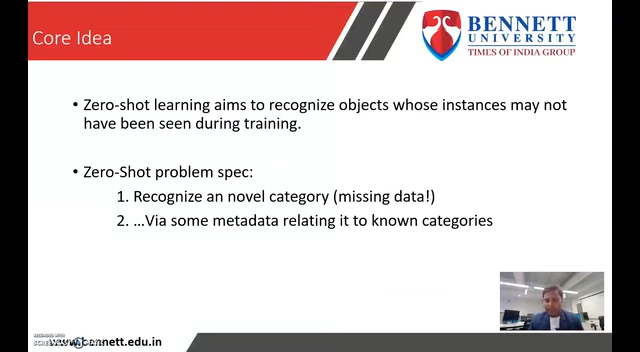 Core Idea
BENNETT
UNIVERSITY
TIMES OF INDIA GROUP
• Zero-shot learning aims to recognize objects whose instances may not
have been seen during training.
• Zero-Shot problem spec:
1. Recognize an novel category (missing data!)
2. ...Via some metadata relating it to known categories
RECORDED WITH
www.bennett.edu.in